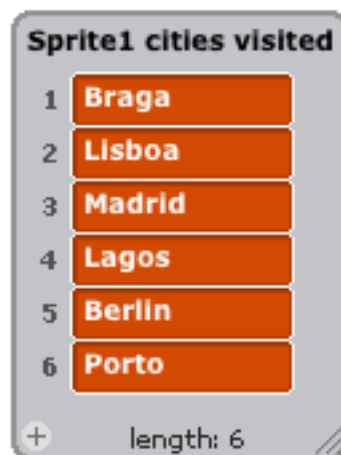 Sprite1 cities visited
1 Braga
2 Lisboa
3 Madrid
4 Lagos
5 Berlin
6 Porto
+ length: 6